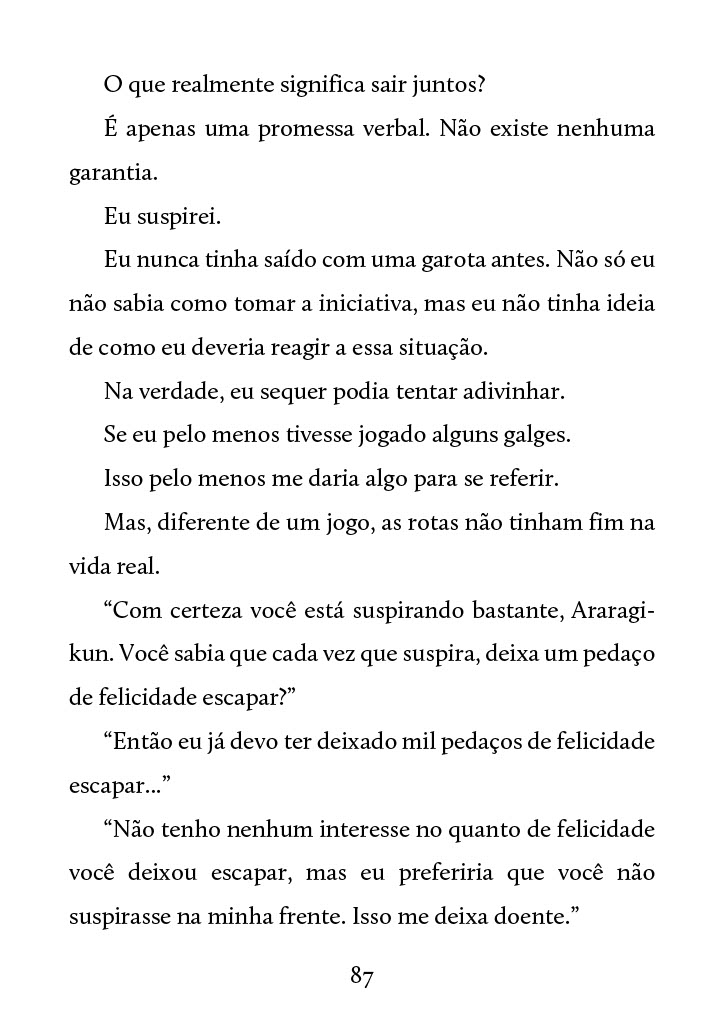 O que realmente significa sair juntos?
É apenas uma promessa verbal. Não existe nenhuma
garantia.
Eu suspirei.
Eu nunca tinha saído com uma garota antes. Não só eu
não sabia como tomar a iniciativa, mas eu não tinha ideia
de como eu deveria reagir a essa situação.
Na verdade, eu sequer podia tentar adivinhar.
Se eu pelo menos tivesse jogado alguns galges.
Isso pelo menos me daria algo para se referir.
Mas, diferente de um jogo, as rotas não tinham fim na
vida real.
“Com certeza você está suspirando bastante, Araragi-
kun. Você sabia que cada vez que suspira, deixa um pedaço
de felicidade escapar?”
“Então eu já devo ter deixado mil pedaços de felicidade
escapar...”
“Não tenho nenhum interesse no quanto de felicidade
você deixou escapar, mas eu preferiria que você não
suspirasse na minha frente. Isso me deixa doente.”
87